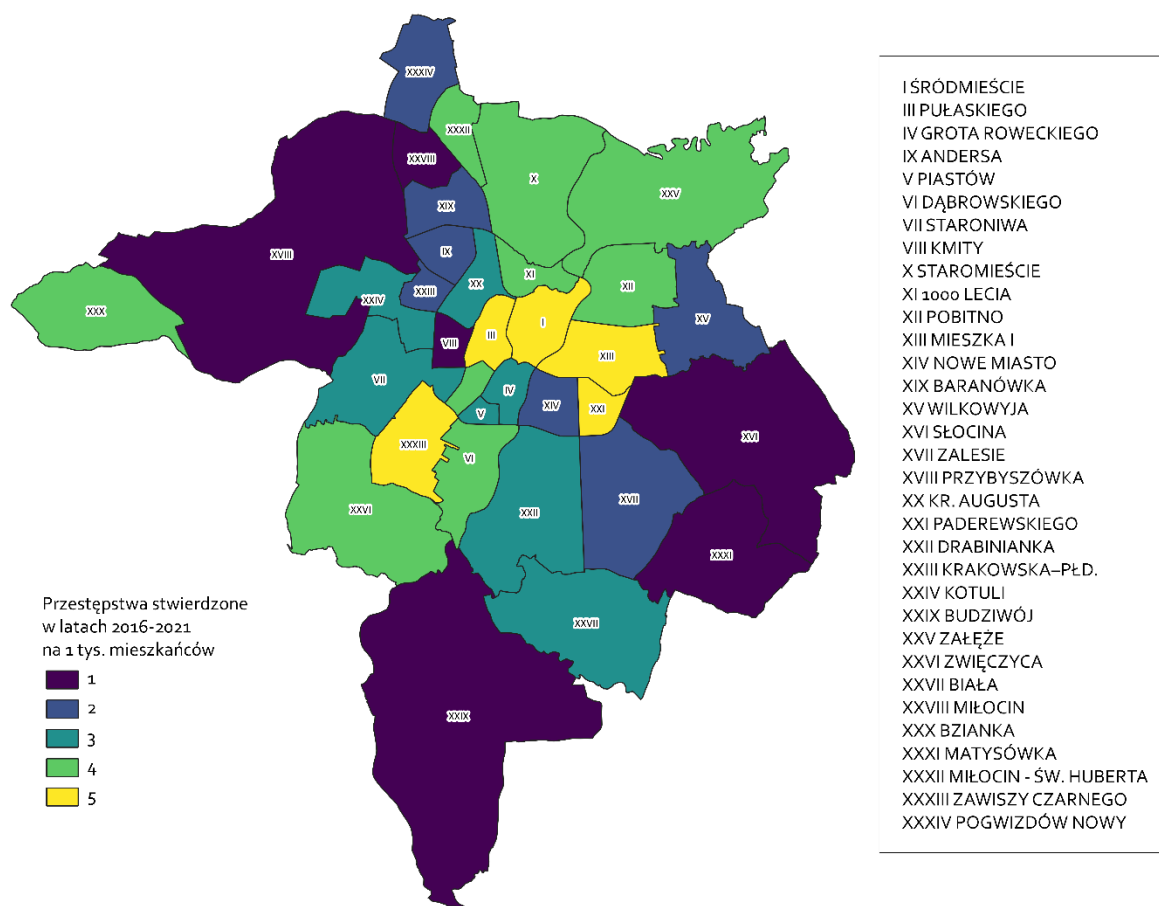 XXXIV
XXXII
XXVIII
X
XXV
XIX
IX
XVIII
XX
XI
XII
XXIII
XXIV
XXX
XV
I
III
VIII
XIII
VII
IV
XIV
XXI
V
XVI
XXXIII
VI
XVII
XXVI
XXII
XXXI
XXVII
XXIX
Przestępstwa stwierdzone
w latach 2016-2021
na 1 tys. mieszkańców
1
2
3
4
5
I ŚRÓDMIEŚCIE
III PUŁASKIEGO
IV GROTA ROWECKIEGO
IX ANDERSA
V PIASTÓW
VI DĄBROWSKIEGO
VII STARONIWA
VIII KMITY
X STAROMIEŚCIE
XI 1000 LECIA
XII POBITNO
XIII MIESZKA I
XIV NOWE MIASTO
XIX BARANÓWKA
XV WILKOWYJA
XVI SŁOCINA
XVII ZALESIE
XVIII PRZYBYSZÓWKA
XX KR. AUGUSTA
XXI PADEREWSKIEGO
XXII DRABINIANKA
XXIII KRAKOWSKA–PŁD.
XXIV KOTULI
XXIX BUDZIWÓJ
XXV ZAŁĘŻE
XXVI ZWIĘCZYCA
XXVII BIAŁA
XXVIII MIŁOCIN
XXX BZIANKA
XXXI MATYSÓWKA
XXXII MIŁOCIN - ŚW. HUBERTA
XXXIII ZAWISZY CZARNEGO
XXXIV POGWIZDÓW NOWY